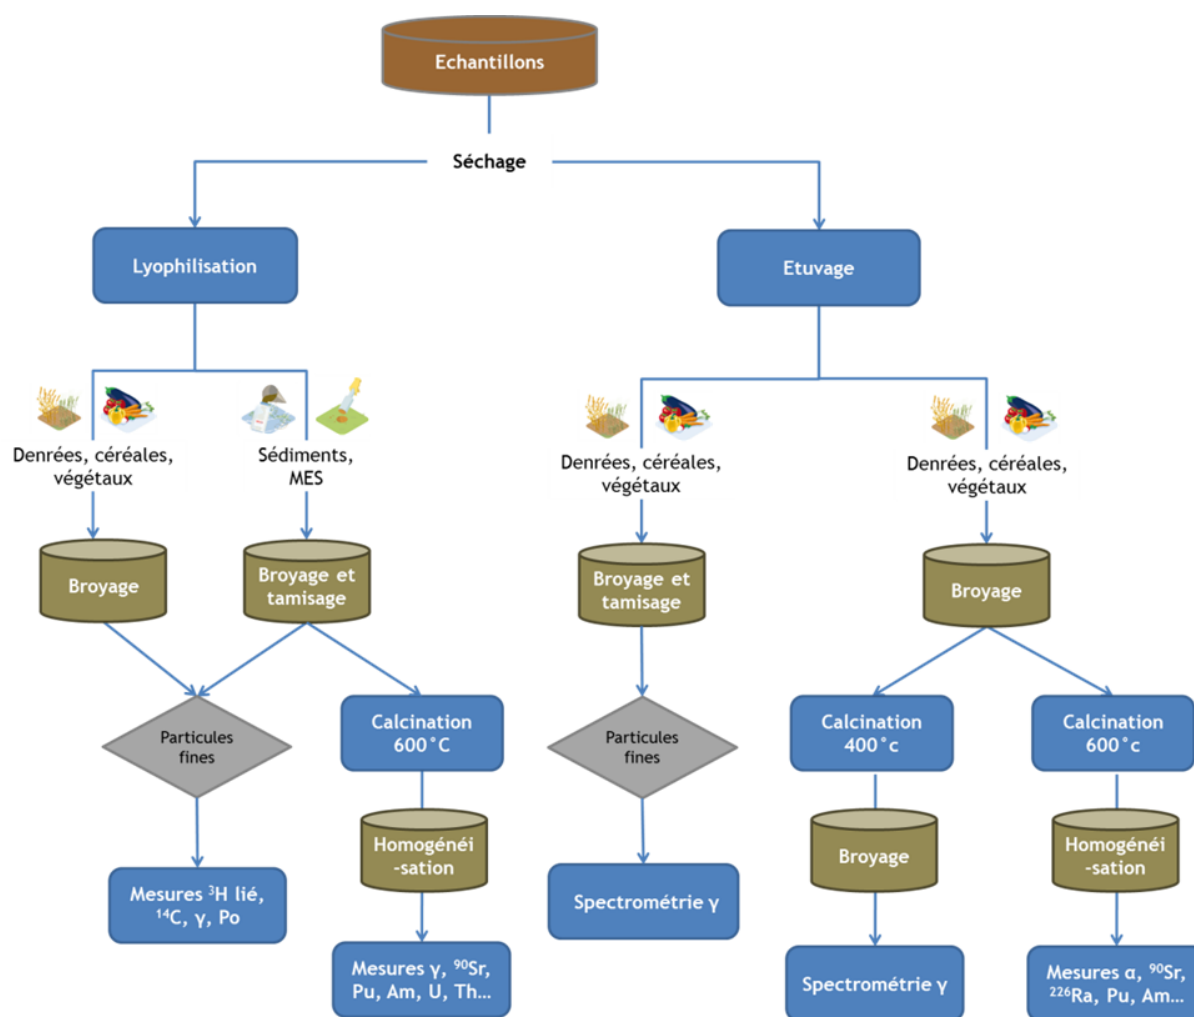 Echantillons
Séchage
Lyophilisation
Etuvage
Denrées, céréales,
végétaux
Sédiments,
MES
Denrées, céréales,
végétaux
Denrées, céréales,
végétaux
Broyage
Broyage et
tamisage
Broyage et
tamisage
Broyage
Particules
fines
Calcination
600°C
Particules
fines
Calcination
400°c
Calcination
600°c
Homogénéi
-sation
Broyage
Homogénéi
-sation
Mesures ³H lié,
¹⁴C, γ, Po
Spectrométrie γ
Mesures γ, ⁹⁰Sr,
Pu, Am, U, Th...
Spectrométrie γ
Mesures α, ⁹⁰Sr,
²²⁶Ra, Pu, Am...